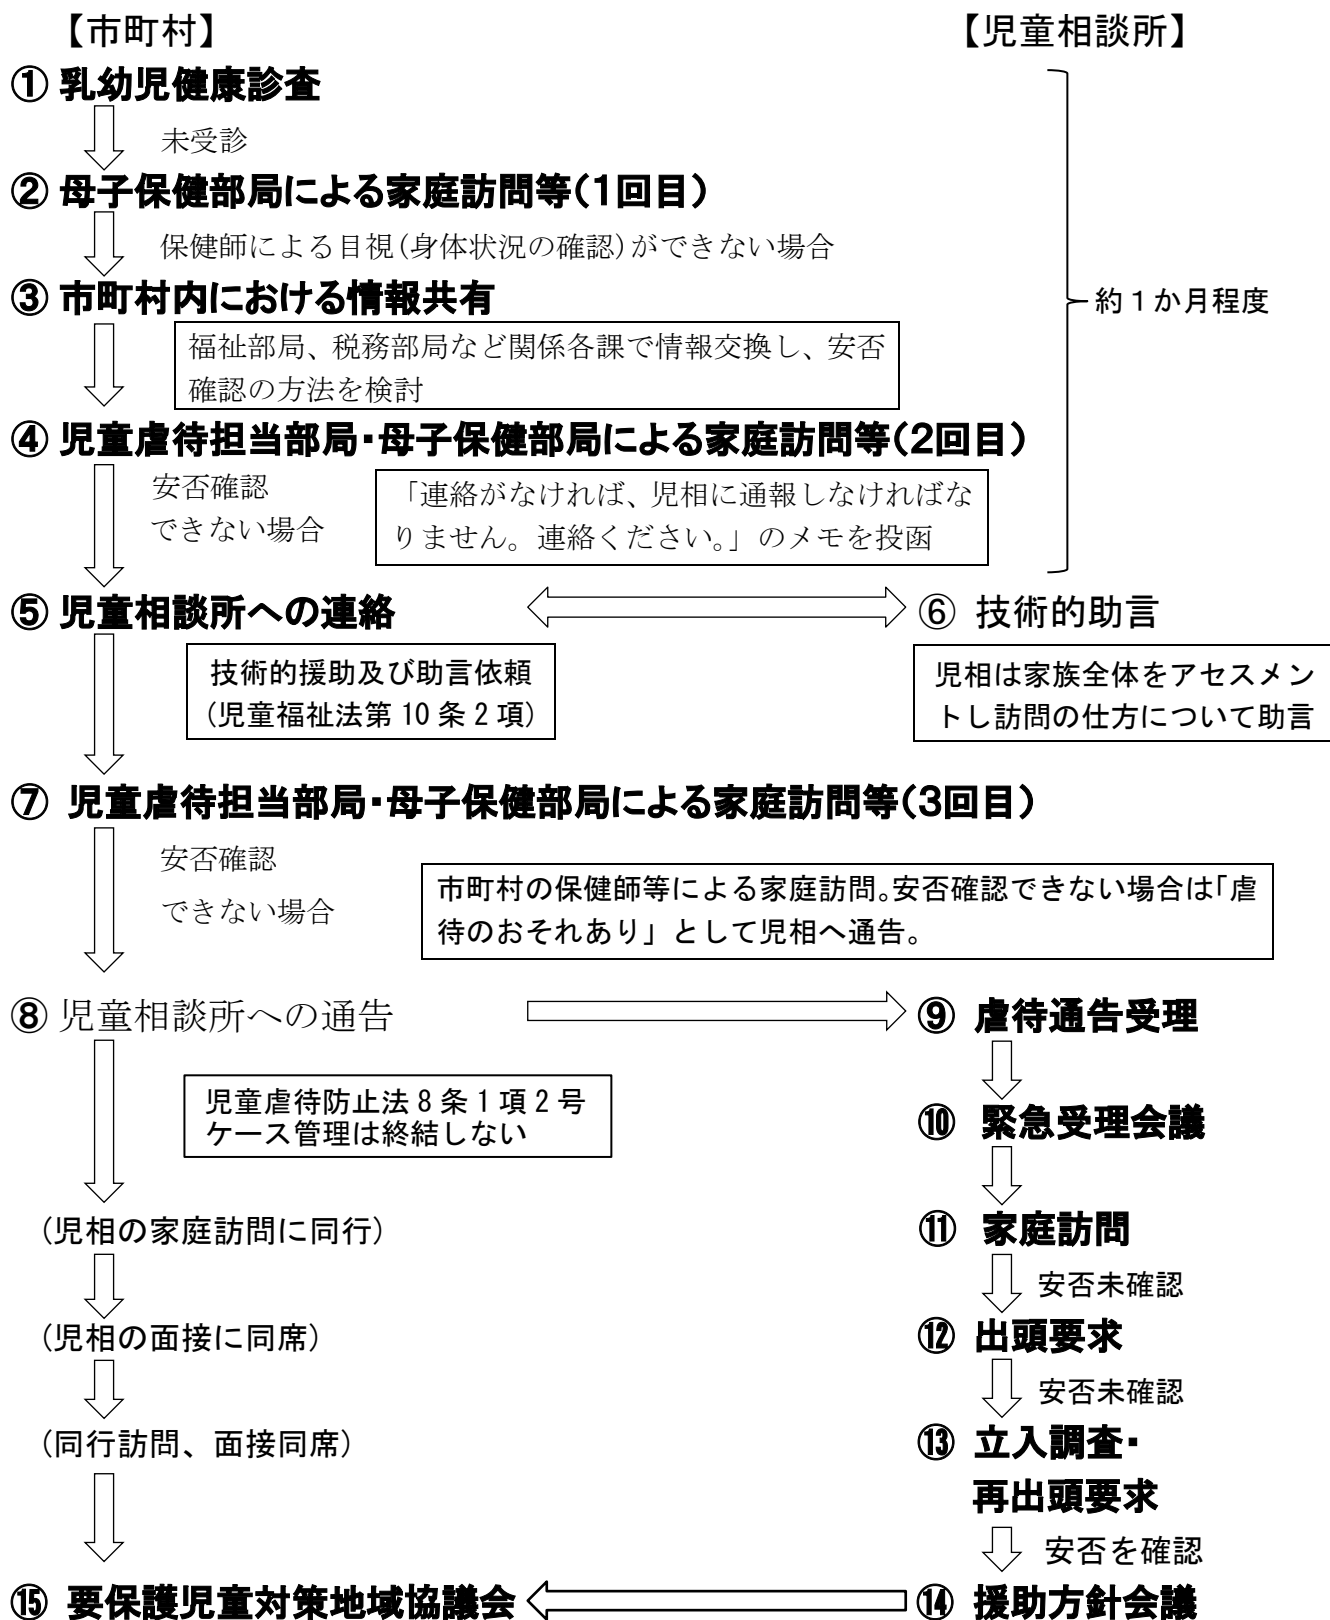 【市町村】
【児童相談所】
① 乳幼児健康診査
未受診
② 母子保健部局による家庭訪問等(1回目)
保健師による目視(身体状況の確認)ができない場合
③ 市町村内における情報共有
約1か月程度
福祉部局、税務部局など関係各課で情報交換し、安否
確認の方法を検討
④ 児童虐待担当部局・母子保健部局による家庭訪問等(2回目)
安否確認
できない場合
「連絡がなければ、児相に通報しなければな
りません。連絡ください。」のメモを投函
⑤ 児童相談所への連絡
⑥ 技術的助言
技術的援助及び助言依頼
(児童福祉法第10条2項)
児相は家族全体をアセスメン
トし訪問の仕方について助言
⑦ 児童虐待担当部局・母子保健部局による家庭訪問等(3回目)
安否確認
できない場合
市町村の保健師等による家庭訪問。安否確認できない場合は「虐
待のおそれあり」として児相へ通告。
⑧ 児童相談所への通告
⑨ 虐待通告受理
児童虐待防止法8条1項2号
ケース管理は終結しない
⑩ 緊急受理会議
(児相の家庭訪問に同行)
⑪ 家庭訪問
安否未確認
(児相の面接に同席)
⑫ 出頭要求
安否未確認
(同行訪問、面接同席)
⑬ 立入調査・
再出頭要求
安否を確認
⑮ 要保護児童対策地域協議会
⑭ 援助方針会議